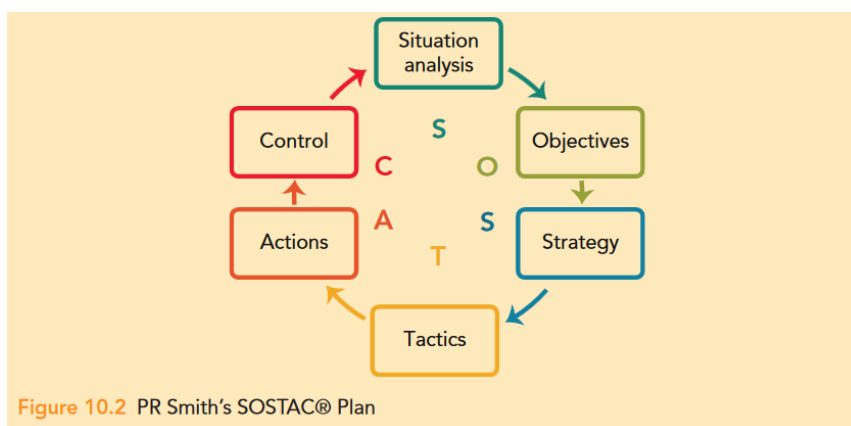 Situation
analysis
Control
S
Objectives
C
O
Actions
A
S
Strategy
T
Tactics
Figure 10.2 PR Smith's SOSTAC® Plan